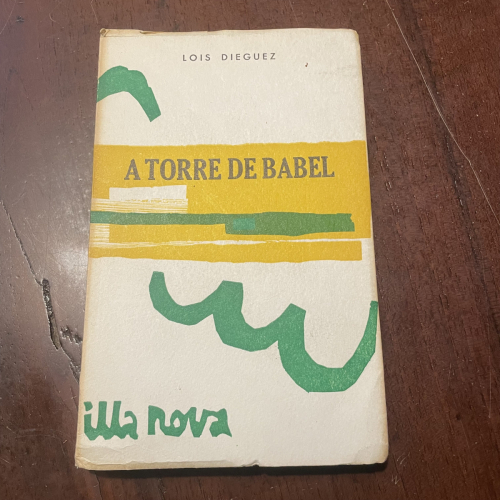 LOIS DIEGUEZ
A TORRE DE BABEL
illa nova